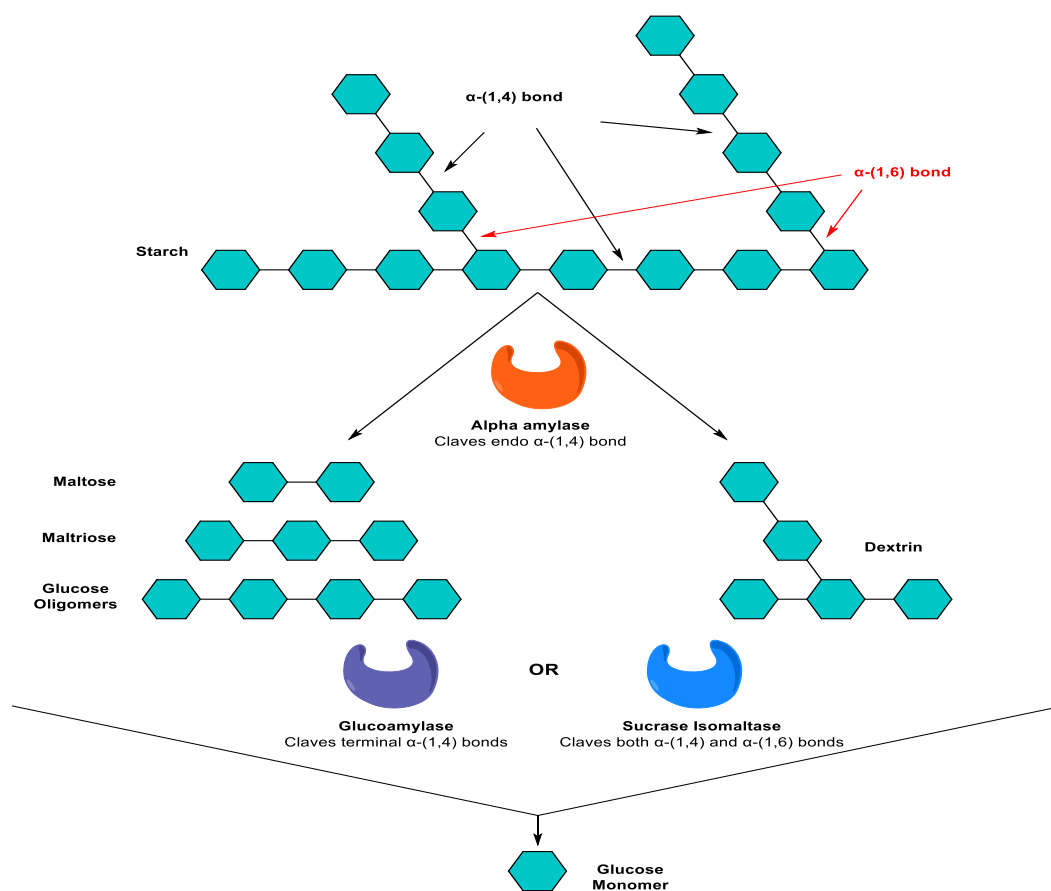 α-(1,4) bond
α-(1,6) bond
Starch
Alpha amylase
Claves endo α-(1,4) bond
Maltose
Maltriose
Glucose
Oligomers
Dextrin
OR
Glucoamylase
Claves terminal α-(1,4) bonds
Sucrase Isomaltase
Claves both α-(1,4) and α-(1,6) bonds
Glucose
Monomer